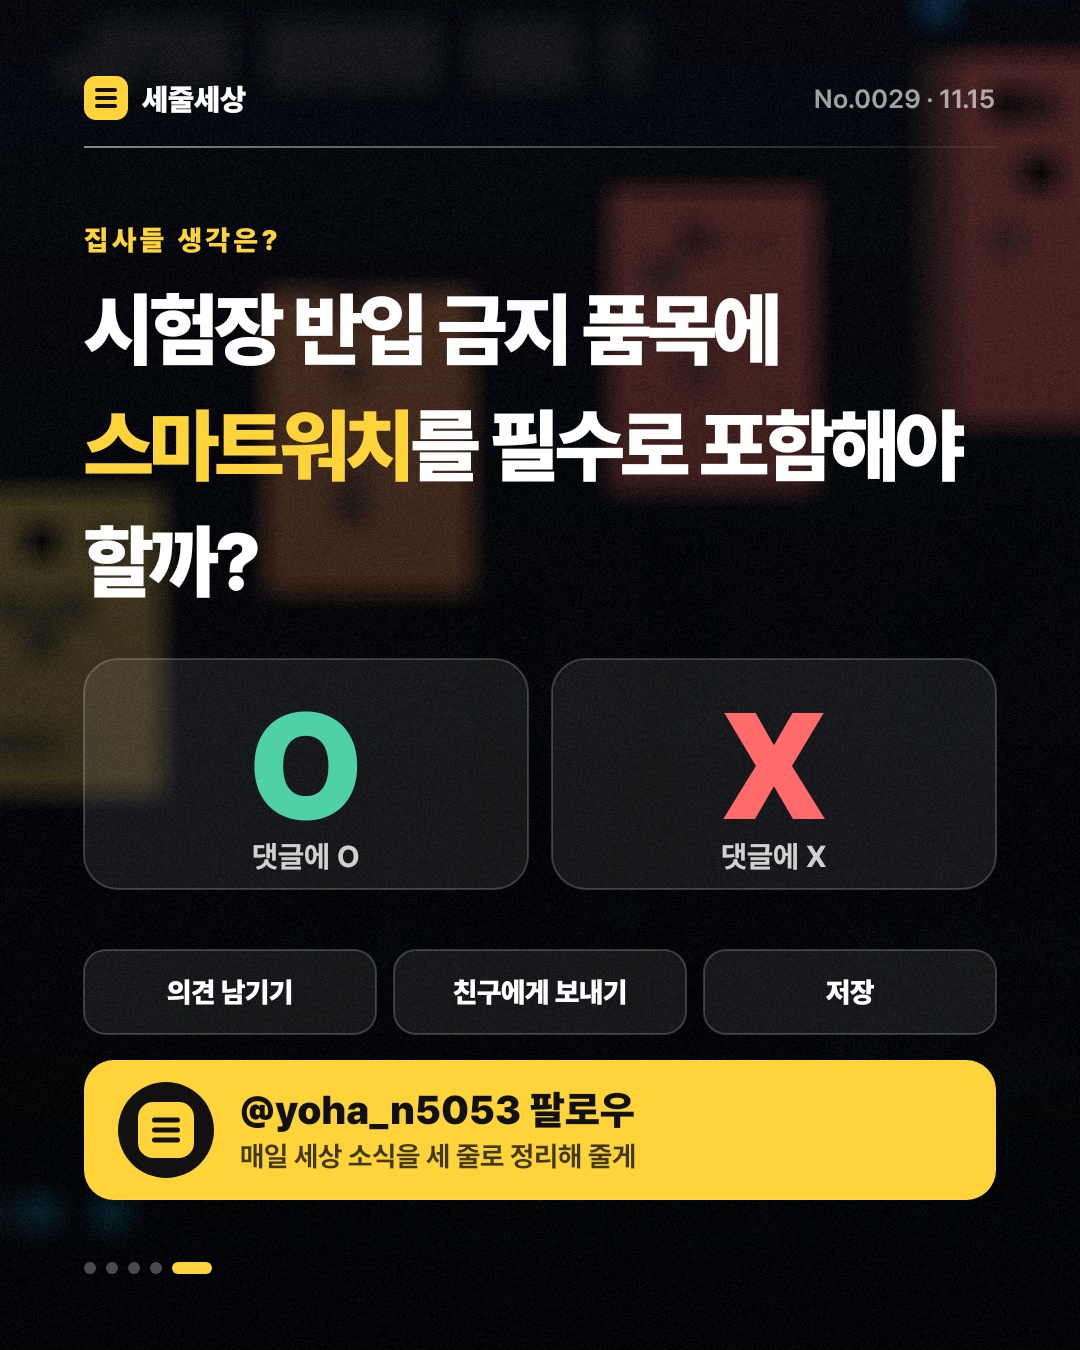 세줄세상
No.0029 · 11.15
집사들 생각은?
시험장 반입 금지 품목에
스마트워치를 필수로 포함해야
할까?
O
댓글에 O
X
댓글에 X
의견 남기기
친구에게 보내기
저장
@yoha_n5053 팔로우
매일 세상 소식을 세 줄로 정리해 줄게